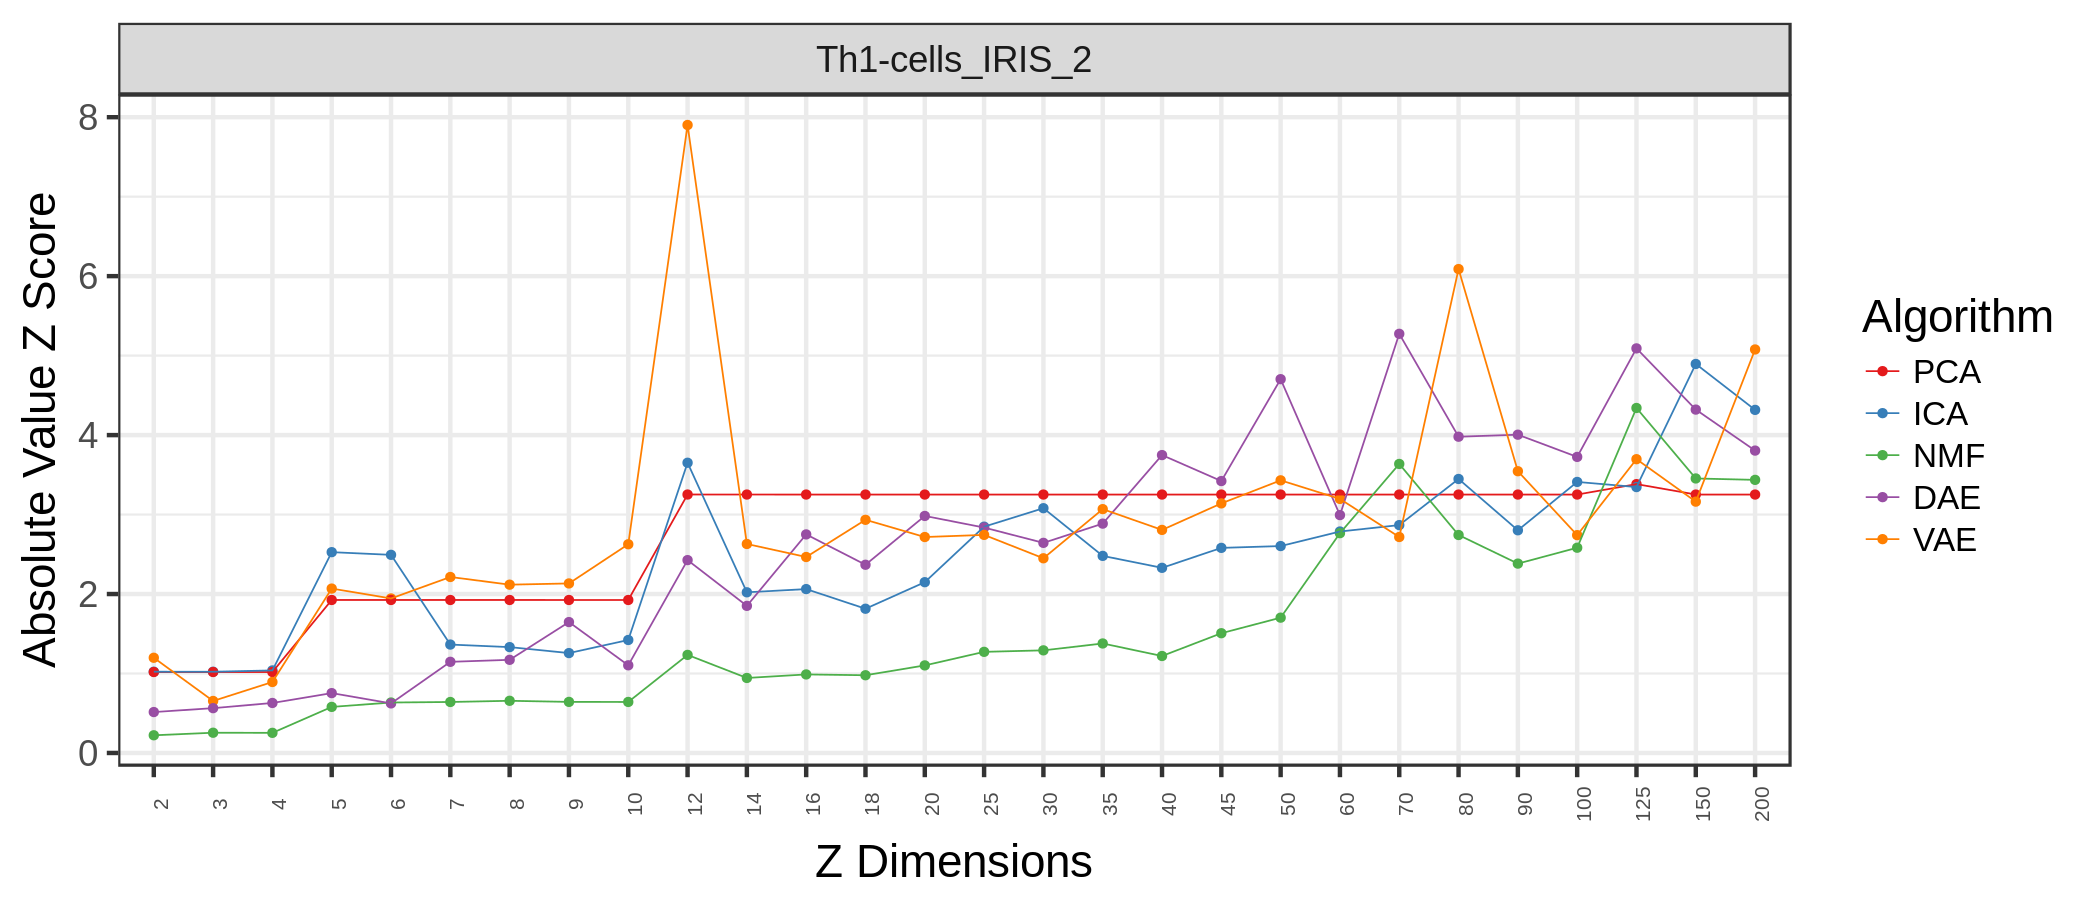 Th1-cells_IRIS_2
Absolute Value Z Score
8
6
4
2
0
2 3 4 5 6 7 8 9 10 12 14 16 18 20 25 30 35 40 45 50 60 70 80 90 100 125 150 200
Z Dimensions
Algorithm
PCA
ICA
NMF
DAE
VAE